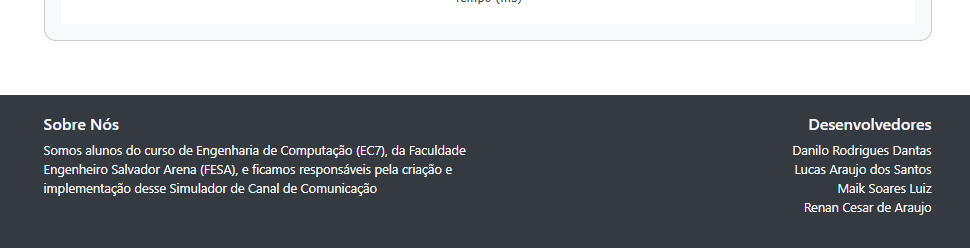 Tempo (ms)
Sobre Nós
Somos alunos do curso de Engenharia de Computação (EC7), da Faculdade
Engenheiro Salvador Arena (FESA), e ficamos responsáveis pela criação e
implementação desse Simulador de Canal de Comunicação
Desenvolvedores
Danilo Rodrigues Dantas
Lucas Araujo dos Santos
Maik Soares Luiz
Renan Cesar de Araujo